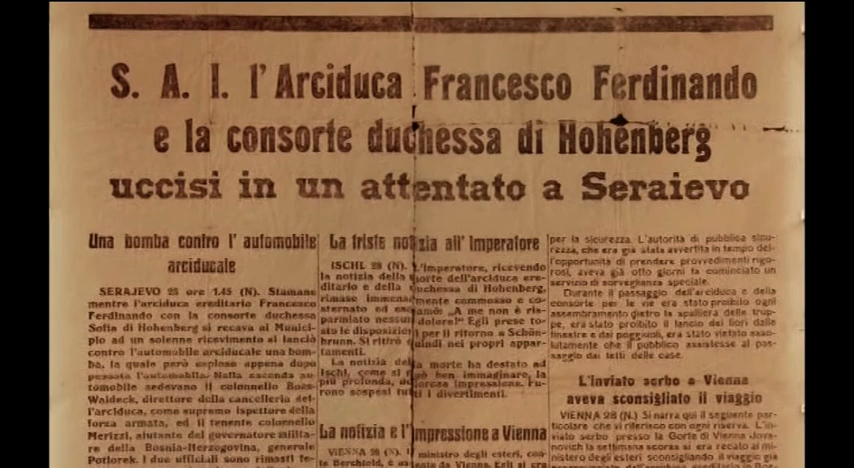 S. A. I. l'Arciduca Francesco Ferdinando
e la consorte duchessa di Hohenberg
uccisi in un attentato a Seraievo
Una bomba contro l'automobile
arciducale
SERAJEVO 28 ore 1.45 (N). Stamane
mentre l'arciduca ereditario Francesco
Ferdinando con la consorte duchessa
Sofia di Hohenberg si recava al Munici-
pio ad un solenne ricevimento si lanciò
contro l'automobile arciducale una bom-
ba, la quale però esplose appena dopo
passata l'automobile. Nella seconda au-
tomobile sedevano il colonnello Boos-
Waldeck, direttore della cancelleria del-
l'arciduca, come supremo ispettore della
forza armata, ed il tenente colonnello
Merizzi, aiutante del governatore milita-
re della Bosnia-Herzegovina, generale
Potiorek. I due ufficiali sono rimasti fe-
La triste notizia all'Imperatore
ISCHL 28 (N). L'Imperatore, ricevendo
la notizia della sorte dell'arciduca ere-
ditario e della duchessa di Hohenberg,
rimase immensamente commosso e co-
sternato ed esclamò: „A me non è ris-
parmiato nessun dolore!" Egli prese to-
sto le disposizioni per il ritorno a Schön-
brunn. Si ritirò quindi nei propri appar-
tamenti.
La notizia della morte ha destato ad
Ischl, come si può ben immaginare, la
più profonda, dolorosa impressione. Fu-
rono sospesi tutti i divertimenti.
La notizia e l'impressione a Vienna
VIENNA 28 (N). Il ministro degli esteri, con-
te Berchtold, è
per la sicurezza. L'autorità di pubblica sicu-
rezza, che era già stata avvertita in tempo del-
l'opportunità di prendere provvedimenti rigo-
rosi, aveva già otto giorni fa cominciato un
servizio di sorveglianza speciale.
Durante il passaggio dell'arciduca e della
consorte per le vie era stato proibito ogni
assembramento dietro la spalliera delle trup-
pe, era stato proibito il lancio dei fiori dalle
finestre e dai poggiuoli, era stato vietato asso-
lutamente che il pubblico assistesse al pas-
saggio dai tetti delle case.
L'inviato serbo a Vienna
aveva sconsigliato il viaggio
VIENNA 28 (N.) Si narra qui il seguente par-
ticolare che vi riferisco con ogni riserva. L'in-
viato serbo presso la Corte di Vienna Jova-
novich la settimana scorsa si era recato al mi-
nistero degli esteri sconsigliando il viaggio